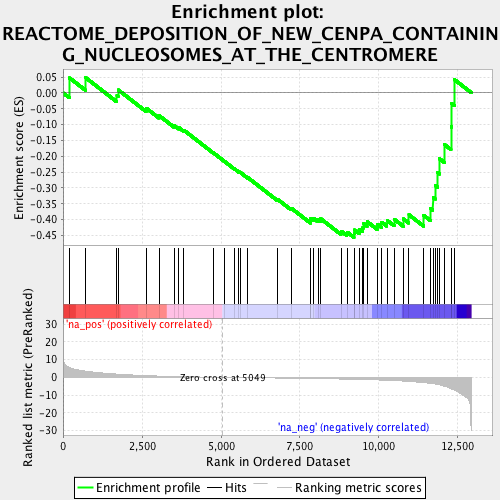 Enrichment plot:
REACTOME_DEPOSITION_OF_NEW_CENPA_CONTAININ
G_NUCLEOSOMES_AT_THE_CENTROMERE
Enrichment score (ES)
0.05
0.00
-0.05
-0.10
-0.15
-0.20
-0.25
-0.30
-0.35
-0.40
-0.45
Ranked list metric (PreRanked)
'na_pos' (positively correlated)
30
20
10
0
-10
-20
-30
Zero cross at 5049
'na_neg' (negatively correlated)
0 2,500 5,000 7,500 10,000 12,500
Rank in Ordered Dataset
Enrichment profile Hits Ranking metric scores